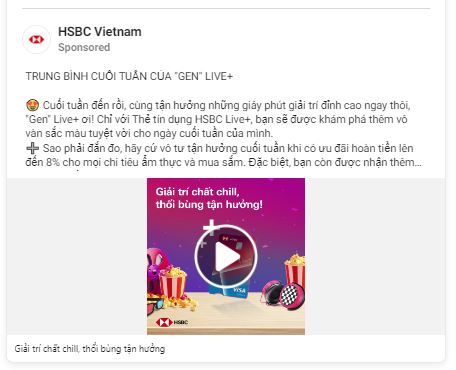 HSBC Vietnam
Sponsored
TRUNG BÌNH CUỐI TUẦN CỦA "GEN" LIVE+
🤩 Cuối tuần đến rồi, cùng tận hưởng những giây phút giải trí đỉnh cao ngay thôi,
"Gen" Live+ ơi! Chỉ với Thẻ tín dụng HSBC Live+, bạn sẽ được khám phá thêm vô
vàn sắc màu tuyệt vời cho ngày cuối tuần của mình.
➕ Sao phải đắn đo, hãy cứ vô tư tận hưởng cuối tuần khi có ưu đãi hoàn tiền lên
đến 8% cho mọi chi tiêu ẩm thực và mua sắm. Đặc biệt, bạn còn được nhận thêm...
Giải trí chất chill,
thổi bùng tận hưởng!
VISA
HSBC
Giải trí chất chill, thổi bùng tận hưởng